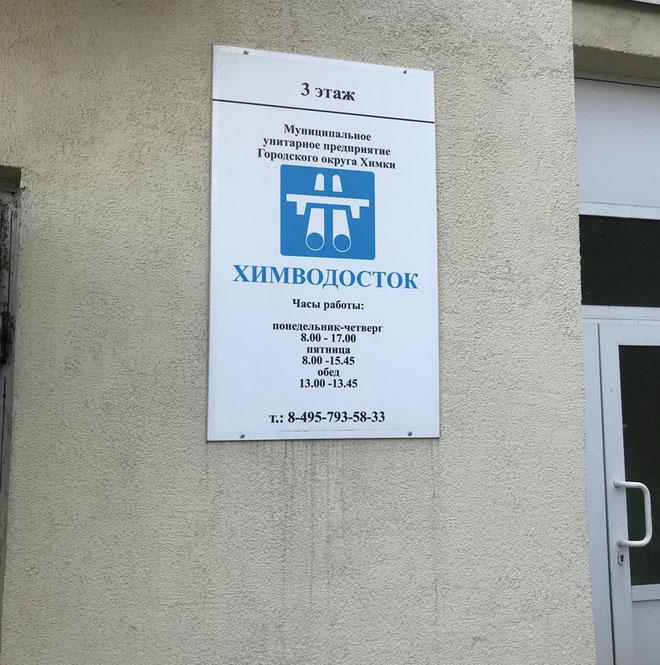 3 этаж
Муниципальное
унитарное предприятие
Городского округа Химки
ХИМВОДОСТОК
Часы работы:
понедельник-четверг
8.00 - 17.00
пятница
8.00 -15.45
обед
13.00 -13.45
т.: 8-495-793-58-33